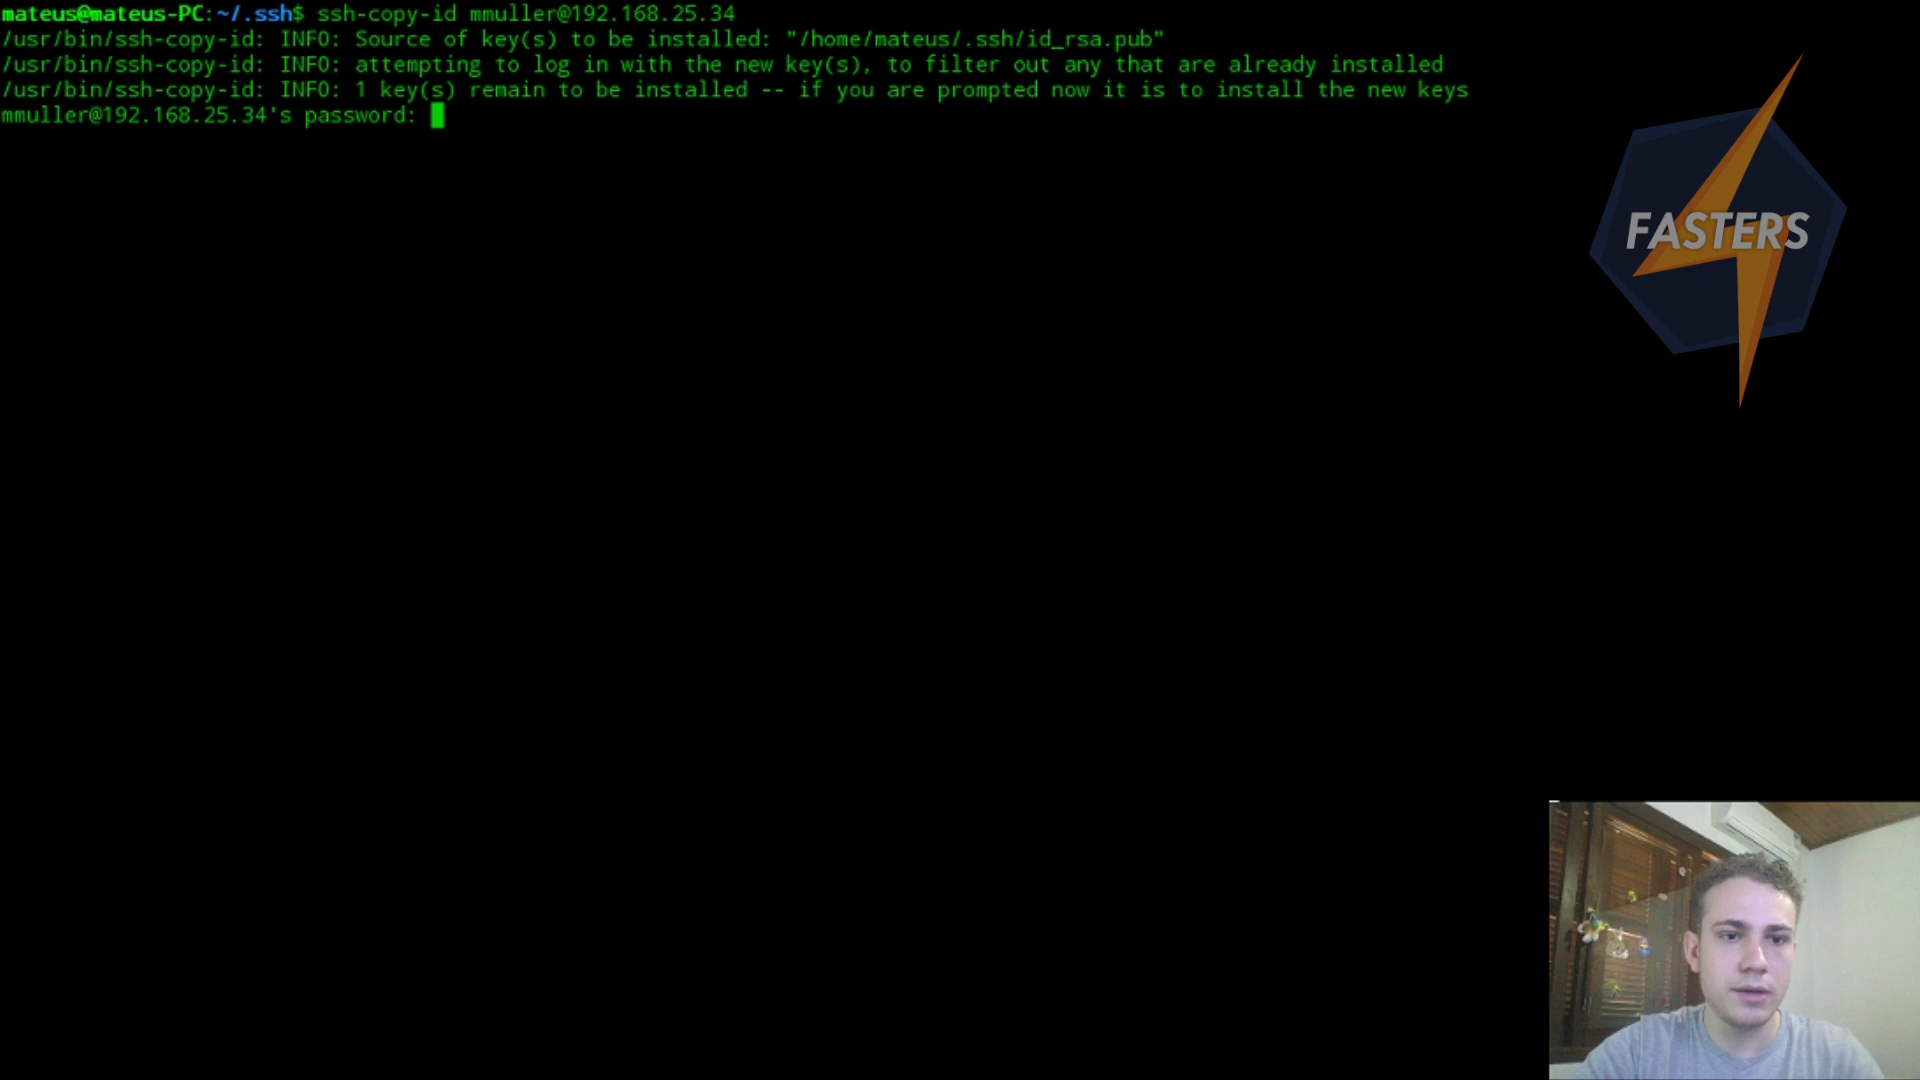 mateus@mateus-PC:~/.ssh$ ssh-copy-id mmuller@192.168.25.34
/usr/bin/ssh-copy-id: INFO: Source of key(s) to be installed: "/home/mateus/.ssh/id_rsa.pub"
/usr/bin/ssh-copy-id: INFO: attempting to log in with the new key(s), to filter out any that are already installed
/usr/bin/ssh-copy-id: INFO: 1 key(s) remain to be installed -- if you are prompted now it is to install the new keys
mmuller@192.168.25.34's password:
FASTERS